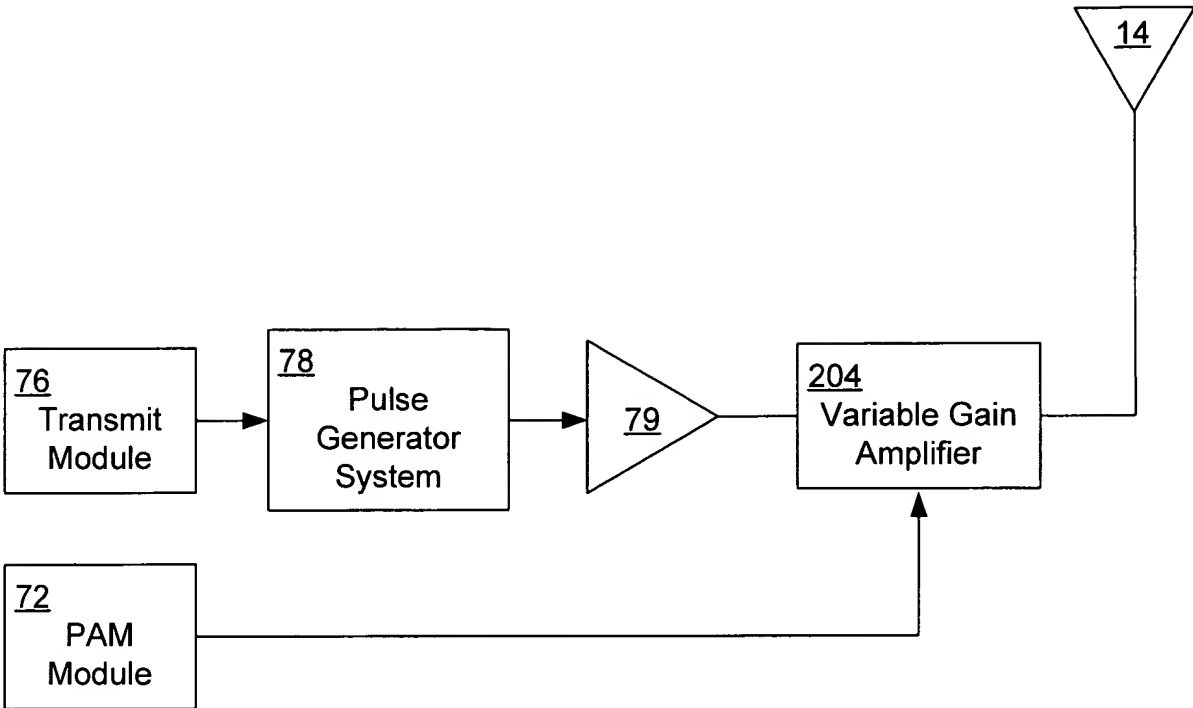 14
76
Transmit
Module
78
Pulse
Generator
System
79
204
Variable Gain
Amplifier
72
PAM
Module